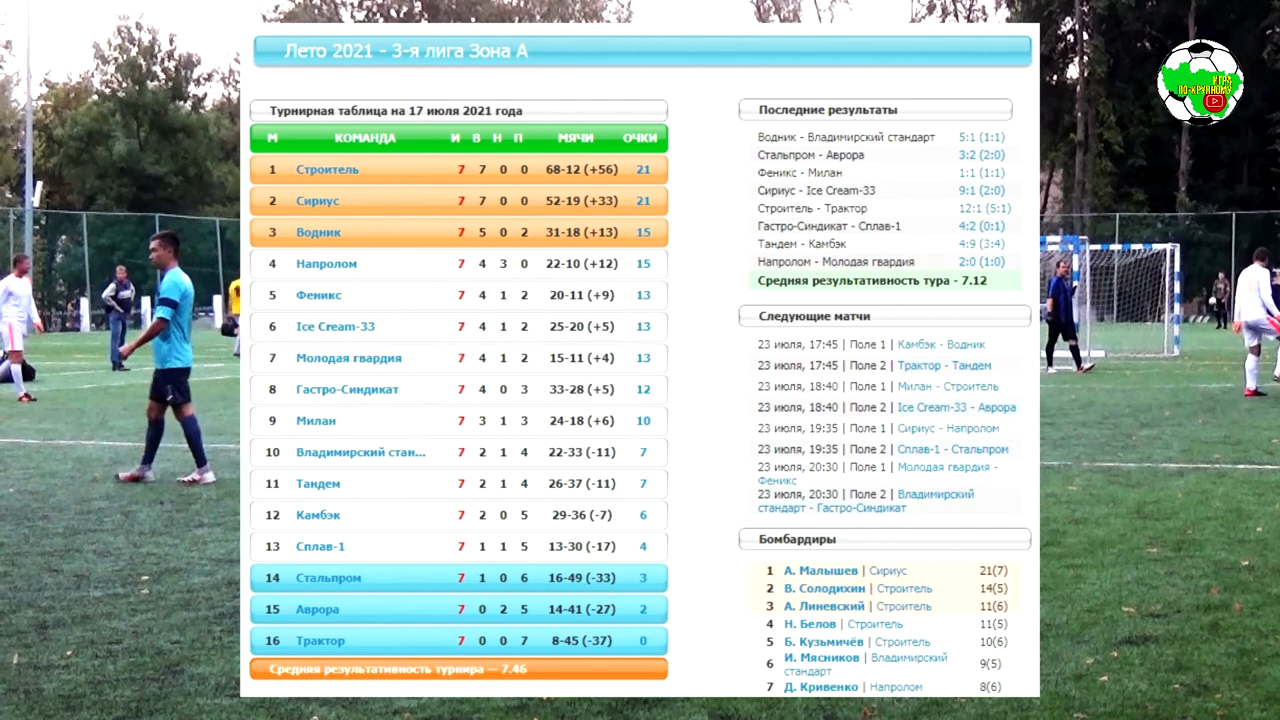 Лето 2021 - 3-я лига Зона А
ИГРА
ПО-КРУПНОМУ
Турнирная таблица на 17 июля 2021 года
М КОМАНДА И В Н П МЯЧИ ОЧКИ
1 Строитель 7 7 0 0 68-12 (+56) 21
2 Сириус 7 7 0 0 52-19 (+33) 21
3 Водник 7 5 0 2 31-18 (+13) 15
4 Напролом 7 4 3 0 22-10 (+12) 15
5 Феникс 7 4 1 2 20-11 (+9) 13
6 Ice Cream-33 7 4 1 2 25-20 (+5) 13
7 Молодая гвардия 7 4 1 2 15-11 (+4) 13
8 Гастро-Синдикат 7 4 0 3 33-28 (+5) 12
9 Милан 7 3 1 3 24-18 (+6) 10
10 Владимирский стан... 7 2 1 4 22-33 (-11) 7
11 Тандем 7 2 1 4 26-37 (-11) 7
12 Камбэк 7 2 0 5 29-36 (-7) 6
13 Сплав-1 7 1 1 5 13-30 (-17) 4
14 Стальпром 7 1 0 6 16-49 (-33) 3
15 Аврора 7 0 2 5 14-41 (-27) 2
16 Трактор 7 0 0 7 8-45 (-37) 0
Средняя результативность турнира — 7.46
Последние результаты
Водник - Владимирский стандарт 5:1 (1:1)
Стальпром - Аврора 3:2 (2:0)
Феникс - Милан 1:1 (1:1)
Сириус - Ice Cream-33 9:1 (2:0)
Строитель - Трактор 12:1 (5:1)
Гастро-Синдикат - Сплав-1 4:2 (0:1)
Тандем - Камбэк 4:9 (3:4)
Напролом - Молодая гвардия 2:0 (1:0)
Средняя результативность тура - 7.12
Следующие матчи
23 июля, 17:45 | Поле 1 | Камбэк - Водник
23 июля, 17:45 | Поле 2 | Трактор - Тандем
23 июля, 18:40 | Поле 1 | Милан - Строитель
23 июля, 18:40 | Поле 2 | Ice Cream-33 - Аврора
23 июля, 19:35 | Поле 1 | Сириус - Напролом
23 июля, 19:35 | Поле 2 | Сплав-1 - Стальпром
23 июля, 20:30 | Поле 1 | Молодая гвардия -
Феникс
23 июля, 20:30 | Поле 2 | Владимирский
стандарт - Гастро-Синдикат
Бомбардиры
1 А. Малышев | Сириус 21(7)
2 В. Солодихин | Строитель 14(5)
3 А. Линевский | Строитель 11(6)
4 Н. Белов | Строитель 11(5)
5 Б. Кузьмичёв | Строитель 10(6)
6 И. Мясников | Владимирский
стандарт 9(5)
7 Д. Кривенко | Напролом 8(6)